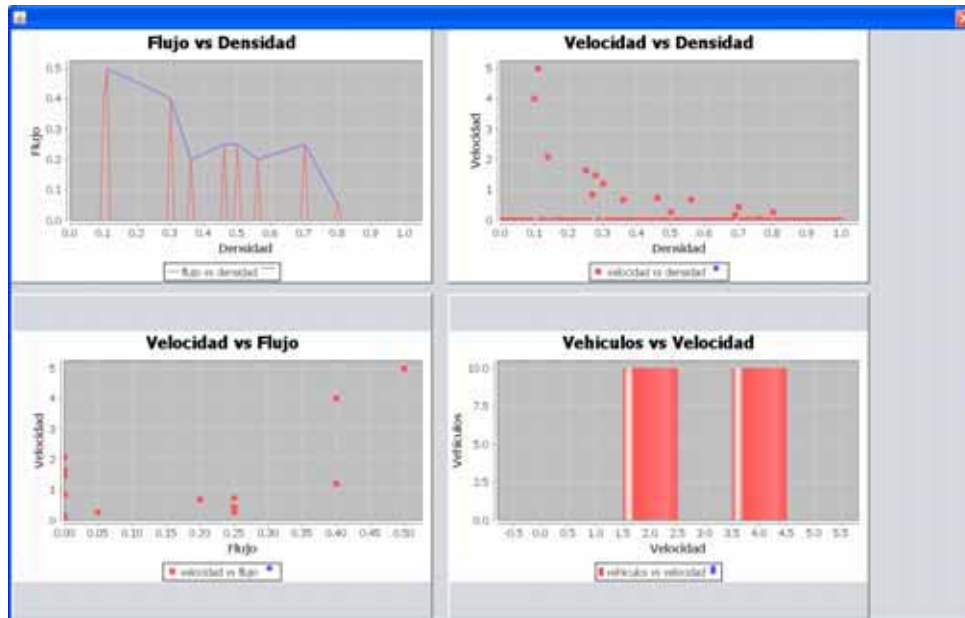 Flujo vs Densidad
Flujo
0.5
0.4
0.3
0.2
0.1
0.0
0.0 0.1 0.2 0.3 0.4 0.5 0.6 0.7 0.8 0.9 1.0
Densidad
flujo vs densidad
Velocidad vs Densidad
Velocidad
5
4
3
2
1
0
0.0 0.1 0.2 0.3 0.4 0.5 0.6 0.7 0.8 0.9 1.0
Densidad
velocidad vs densidad
Velocidad vs Flujo
Velocidad
5
4
3
2
1
0
0.00 0.05 0.10 0.15 0.20 0.25 0.30 0.35 0.40 0.45 0.50
Flujo
velocidad vs flujo
Vehiculos vs Velocidad
Vehiculos
10.0
7.5
5.0
2.5
0.0
-0.5 0.0 0.5 1.0 1.5 2.0 2.5 3.0 3.5 4.0 4.5 5.0 5.5
Velocidad
vehiculos vs velocidad